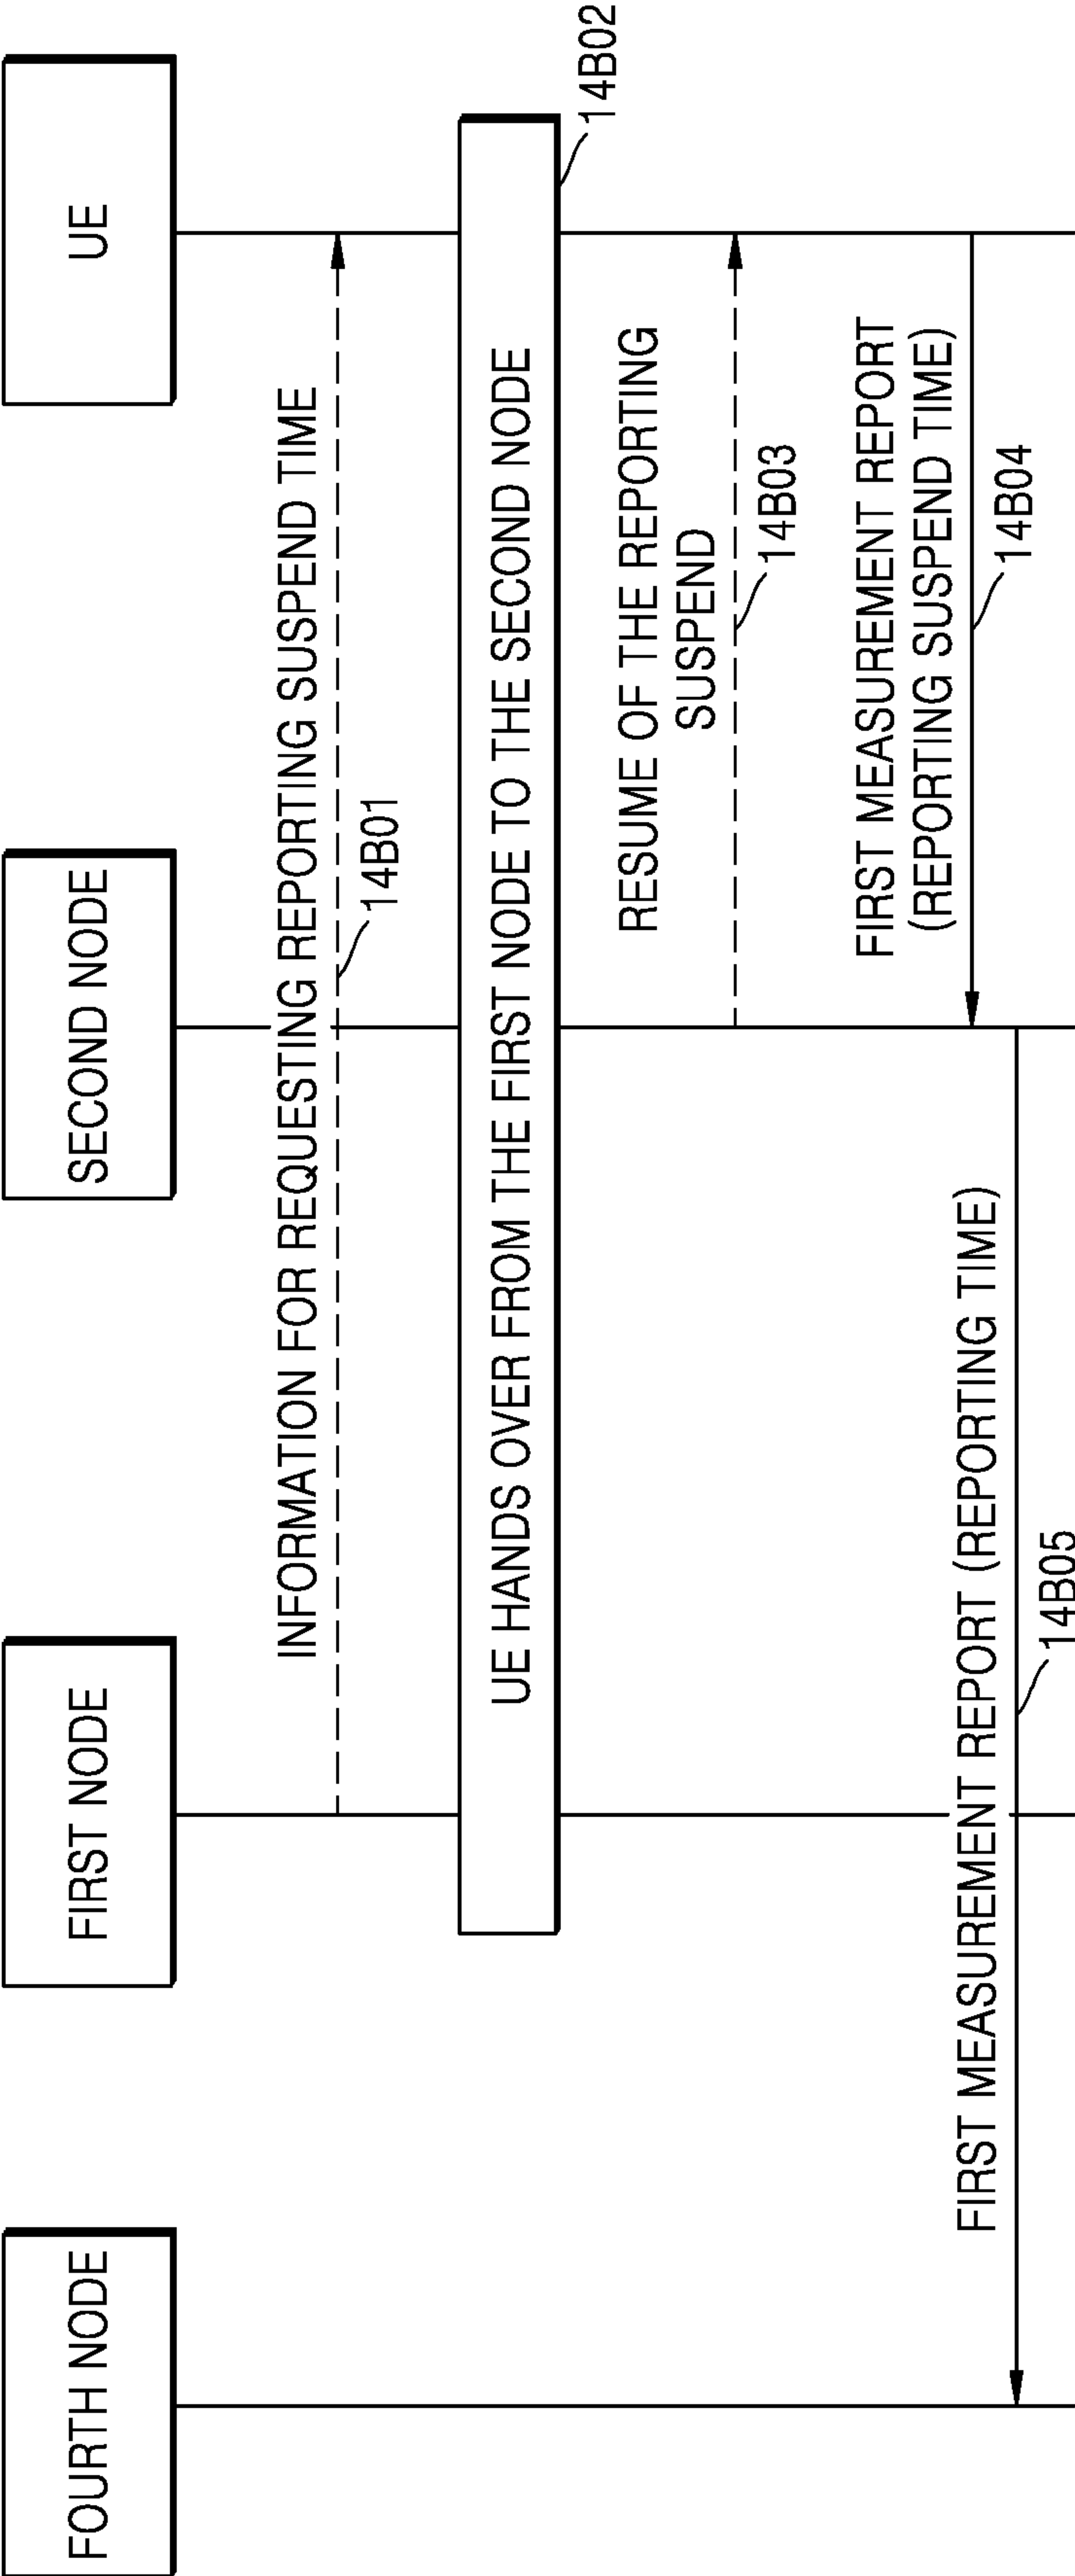 FOURTH NODE
FIRST NODE
SECOND NODE
UE
INFORMATION FOR REQUESTING REPORTING SUSPEND TIME
14B01
UE HANDS OVER FROM THE FIRST NODE TO THE SECOND NODE
14B02
RESUME OF THE REPORTING
SUSPEND
14B03
FIRST MEASUREMENT REPORT
(REPORTING SUSPEND TIME)
14B04
FIRST MEASUREMENT REPORT (REPORTING TIME)
14B05